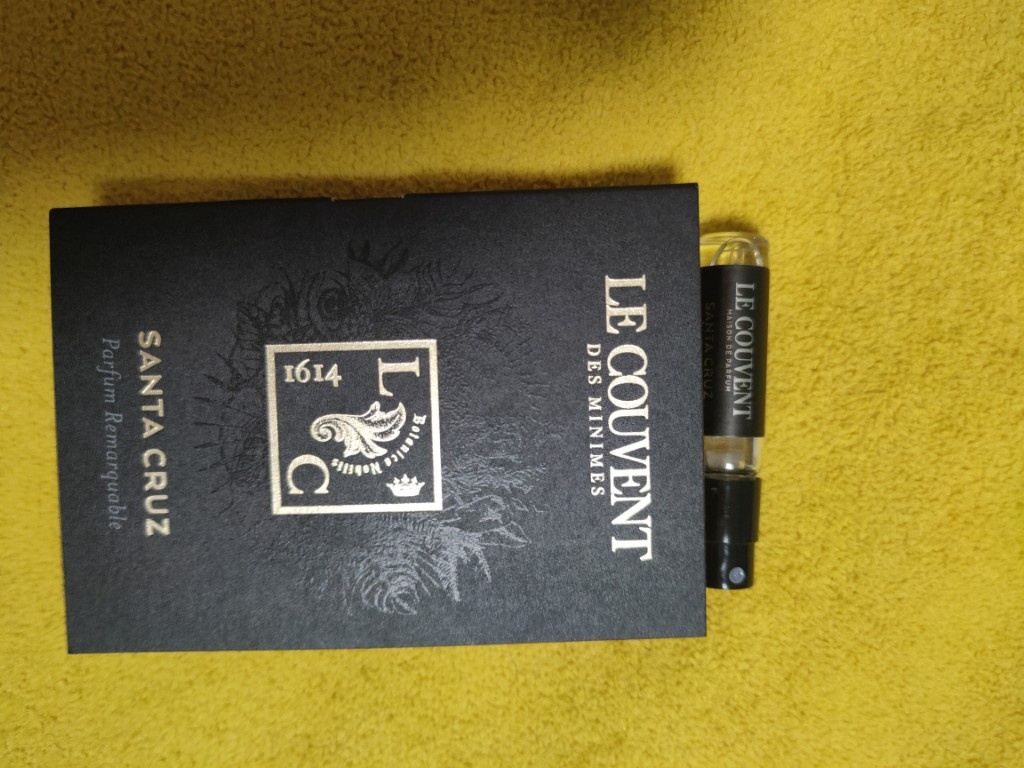 LE COUVENT
DES MINIMES
L
Botanica Nobilis
1614
C
SANTA CRUZ
Parfum Remarquable
LE COUVENT
MAISON DE PARFUM
SANTA CRUZ